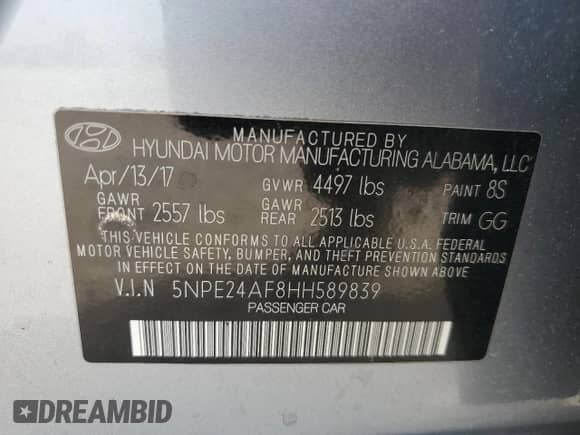 MANUFACTURED BY
HYUNDAI MOTOR MANUFACTURING ALABAMA, LLC
Apr/13/17 GVWR 4497 lbs PAINT 8S
GAWR FRONT 2557 lbs GAWR REAR 2513 lbs TRIM GG
THIS VEHICLE CONFORMS TO ALL APPLICABLE U.S.A. FEDERAL
MOTOR VEHICLE SAFETY, BUMPER, AND THEFT PREVENTION STANDARDS
IN EFFECT ON THE DATE OF MANUFACTURE SHOWN ABOVE
V.I.N 5NPE24AF8HH589839
PASSENGER CAR
DREAMBID